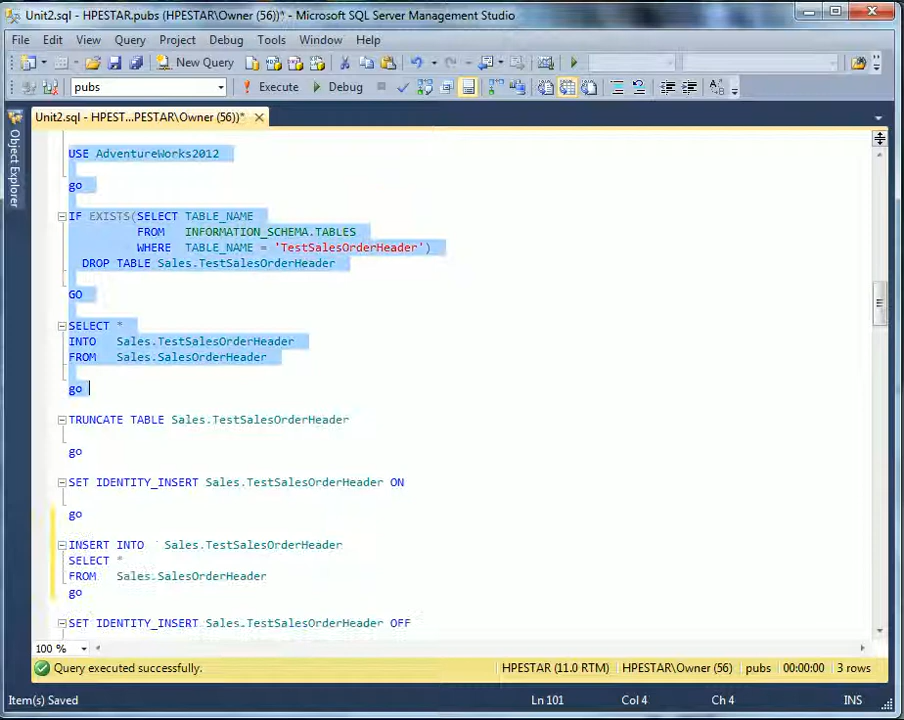 Unit2.sql - HPESTAR.pubs (HPESTAR\Owner (56))* - Microsoft SQL Server Management Studio
File Edit View Query Project Debug Tools Window Help
New Query
pubs Execute Debug
Unit2.sql - HPEST...PESTAR\Owner (56))*
Object Explorer
USE AdventureWorks2012
go
IF EXISTS(SELECT TABLE_NAME
FROM INFORMATION_SCHEMA.TABLES
WHERE TABLE_NAME = 'TestSalesOrderHeader')
DROP TABLE Sales.TestSalesOrderHeader
GO
SELECT *
INTO Sales.TestSalesOrderHeader
FROM Sales.SalesOrderHeader
go
TRUNCATE TABLE Sales.TestSalesOrderHeader
go
SET IDENTITY_INSERT Sales.TestSalesOrderHeader ON
go
INSERT INTO Sales.TestSalesOrderHeader
SELECT *
FROM Sales.SalesOrderHeader
go
SET IDENTITY_INSERT Sales.TestSalesOrderHeader OFF
100 %
Query executed successfully. HPESTAR (11.0 RTM) HPESTAR\Owner (56) pubs 00:00:00 3 rows
Item(s) Saved Ln 101 Col 4 Ch 4 INS